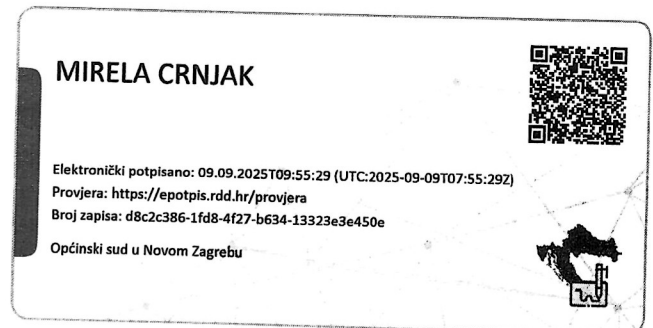 MIRELA CRNJAK
Elektronički potpisano: 09.09.2025T09:55:29 (UTC:2025-09-09T07:55:29Z)
Provjera: https://epotpis.rdd.hr/provjera
Broj zapisa: d8c2c386-1fd8-4f27-b634-13323e3e450e
Općinski sud u Novom Zagrebu